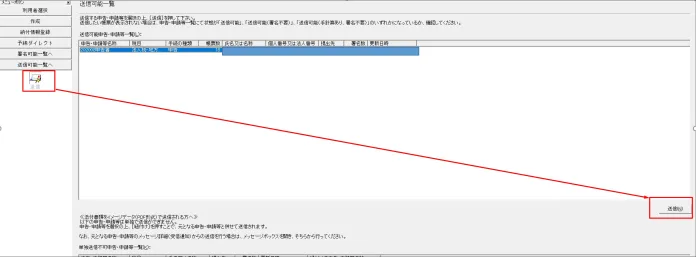 メニューボタン
送信可能一覧
利用者選択
作成
納付情報登録
手続ダイレクト
署名可能一覧へ
送信可能一覧へ
送信
送信する申告・申請等を選択の上、[送信]を押して下さい。
送信したい帳票が表示されない場合は、申告・申請等一覧にて状態が「送信可能」、「送信可能(署名不要)」、「送信可能(未計算あり、署名不要)」のいずれかになっているか、確認してください。
送信可能申告・申請等一覧(L):
申告・申請等名称 税目 手続の種類 帳票数 氏名又は名称 個人番号又は法人番号 提出先 署名数 更新日時
送信(S)
<添付書類をイメージデータ(PDF形式)で送信される方へ>
以下の申告・申請等は単独で送信ができません。
申告・申請等を選択の上、[紐付け]を押すことで、元となる申告・申請等と併せて送信されます。
なお、元となる申告・申請等のメッセージ詳細(受信通知)からの送信を行う場合は、メッセージボックスを開き、そちらから行ってください。
単独送信不可申告・申請等一覧(D):